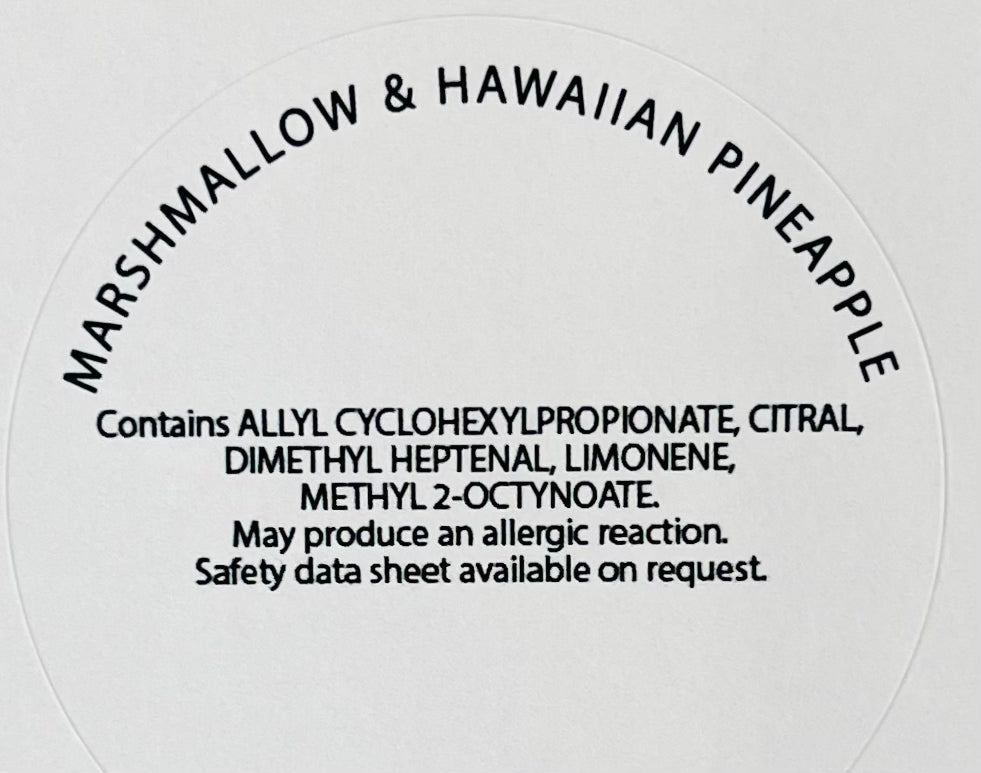 MARSHMALLOW & HAWAIIAN PINEAPPLE
Contains ALLYL CYCLOHEXYLPROPIONATE, CITRAL,
DIMETHYL HEPTENAL, LIMONENE,
METHYL 2-OCTYNOATE.
May produce an allergic reaction.
Safety data sheet available on request.